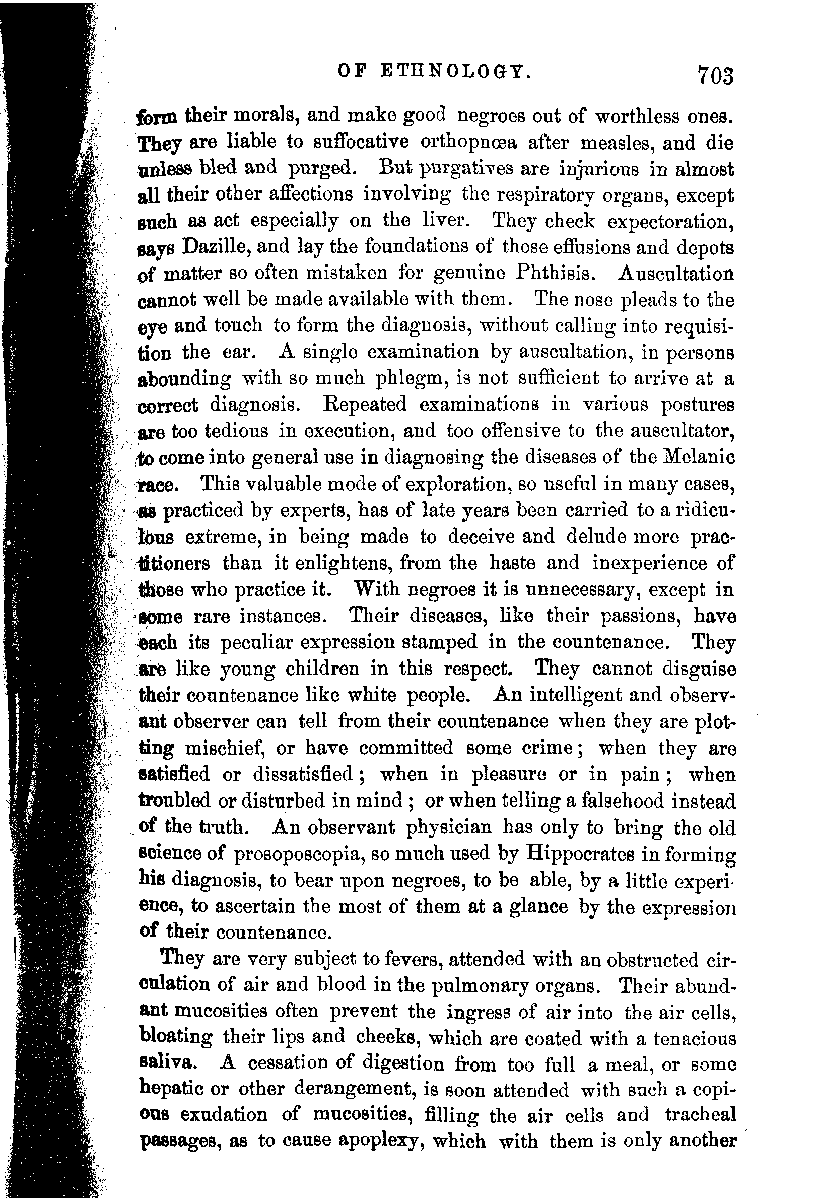 OF ETHNOLOGY. 703
form their morals, and make good negroes out of worthless ones.
They are liable to suffocative orthopnœa after measles, and die
unless bled and purged. But purgatives are injurious in almost
all their other affections involving the respiratory organs, except
such as act especially on the liver. They check expectoration,
says Dazille, and lay the foundations of those effusions and depots
of matter so often mistaken for genuine Phthisis. Auscultation
cannot well be made available with them. The nose pleads to the
eye and touch to form the diagnosis, without calling into requisi-
tion the ear. A single examination by auscultation, in persons
abounding with so much phlegm, is not sufficient to arrive at a
correct diagnosis. Repeated examinations in various postures
are too tedious in execution, and too offensive to the auscultator,
to come into general use in diagnosing the diseases of the Melanic
race. This valuable mode of exploration, so useful in many cases,
as practiced by experts, has of late years been carried to a ridicu-
lous extreme, in being made to deceive and delude more prac-
titioners than it enlightens, from the haste and inexperience of
those who practice it. With negroes it is unnecessary, except in
some rare instances. Their diseases, like their passions, have
each its peculiar expression stamped in the countenance. They
are like young children in this respect. They cannot disguise
their countenance like white people. An intelligent and observ-
ant observer can tell from their countenance when they are plot-
ting mischief, or have committed some crime; when they are
satisfied or dissatisfied; when in pleasure or in pain; when
troubled or disturbed in mind; or when telling a falsehood instead
of the truth. An observant physician has only to bring the old
science of prosoposcopia, so much used by Hippocrates in forming
his diagnosis, to bear upon negroes, to be able, by a little experi-
ence, to ascertain the most of them at a glance by the expression
of their countenance.
They are very subject to fevers, attended with an obstructed cir-
culation of air and blood in the pulmonary organs. Their abund-
ant mucosities often prevent the ingress of air into the air cells,
bloating their lips and cheeks, which are coated with a tenacious
saliva. A cessation of digestion from too full a meal, or some
hepatic or other derangement, is soon attended with such a copi-
ous exudation of mucosities, filling the air cells and tracheal
passages, as to cause apoplexy, which with them is only another